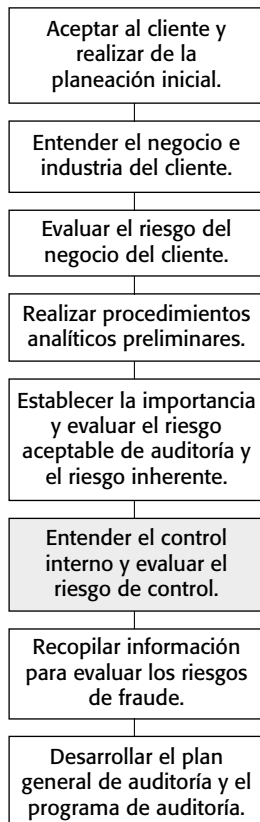 Aceptar al cliente y
realizar de la
planeación inicial.
Entender el negocio e
industria del cliente.
Evaluar el riesgo del
negocio del cliente.
Realizar procedimientos
analíticos preliminares.
Establecer la importancia
y evaluar el riesgo
aceptable de auditoría y
el riesgo inherente.
Entender el control
interno y evaluar el
riesgo de control.
Recopilar información
para evaluar los riesgos
de fraude.
Desarrollar el plan
general de auditoría y el
programa de auditoría.